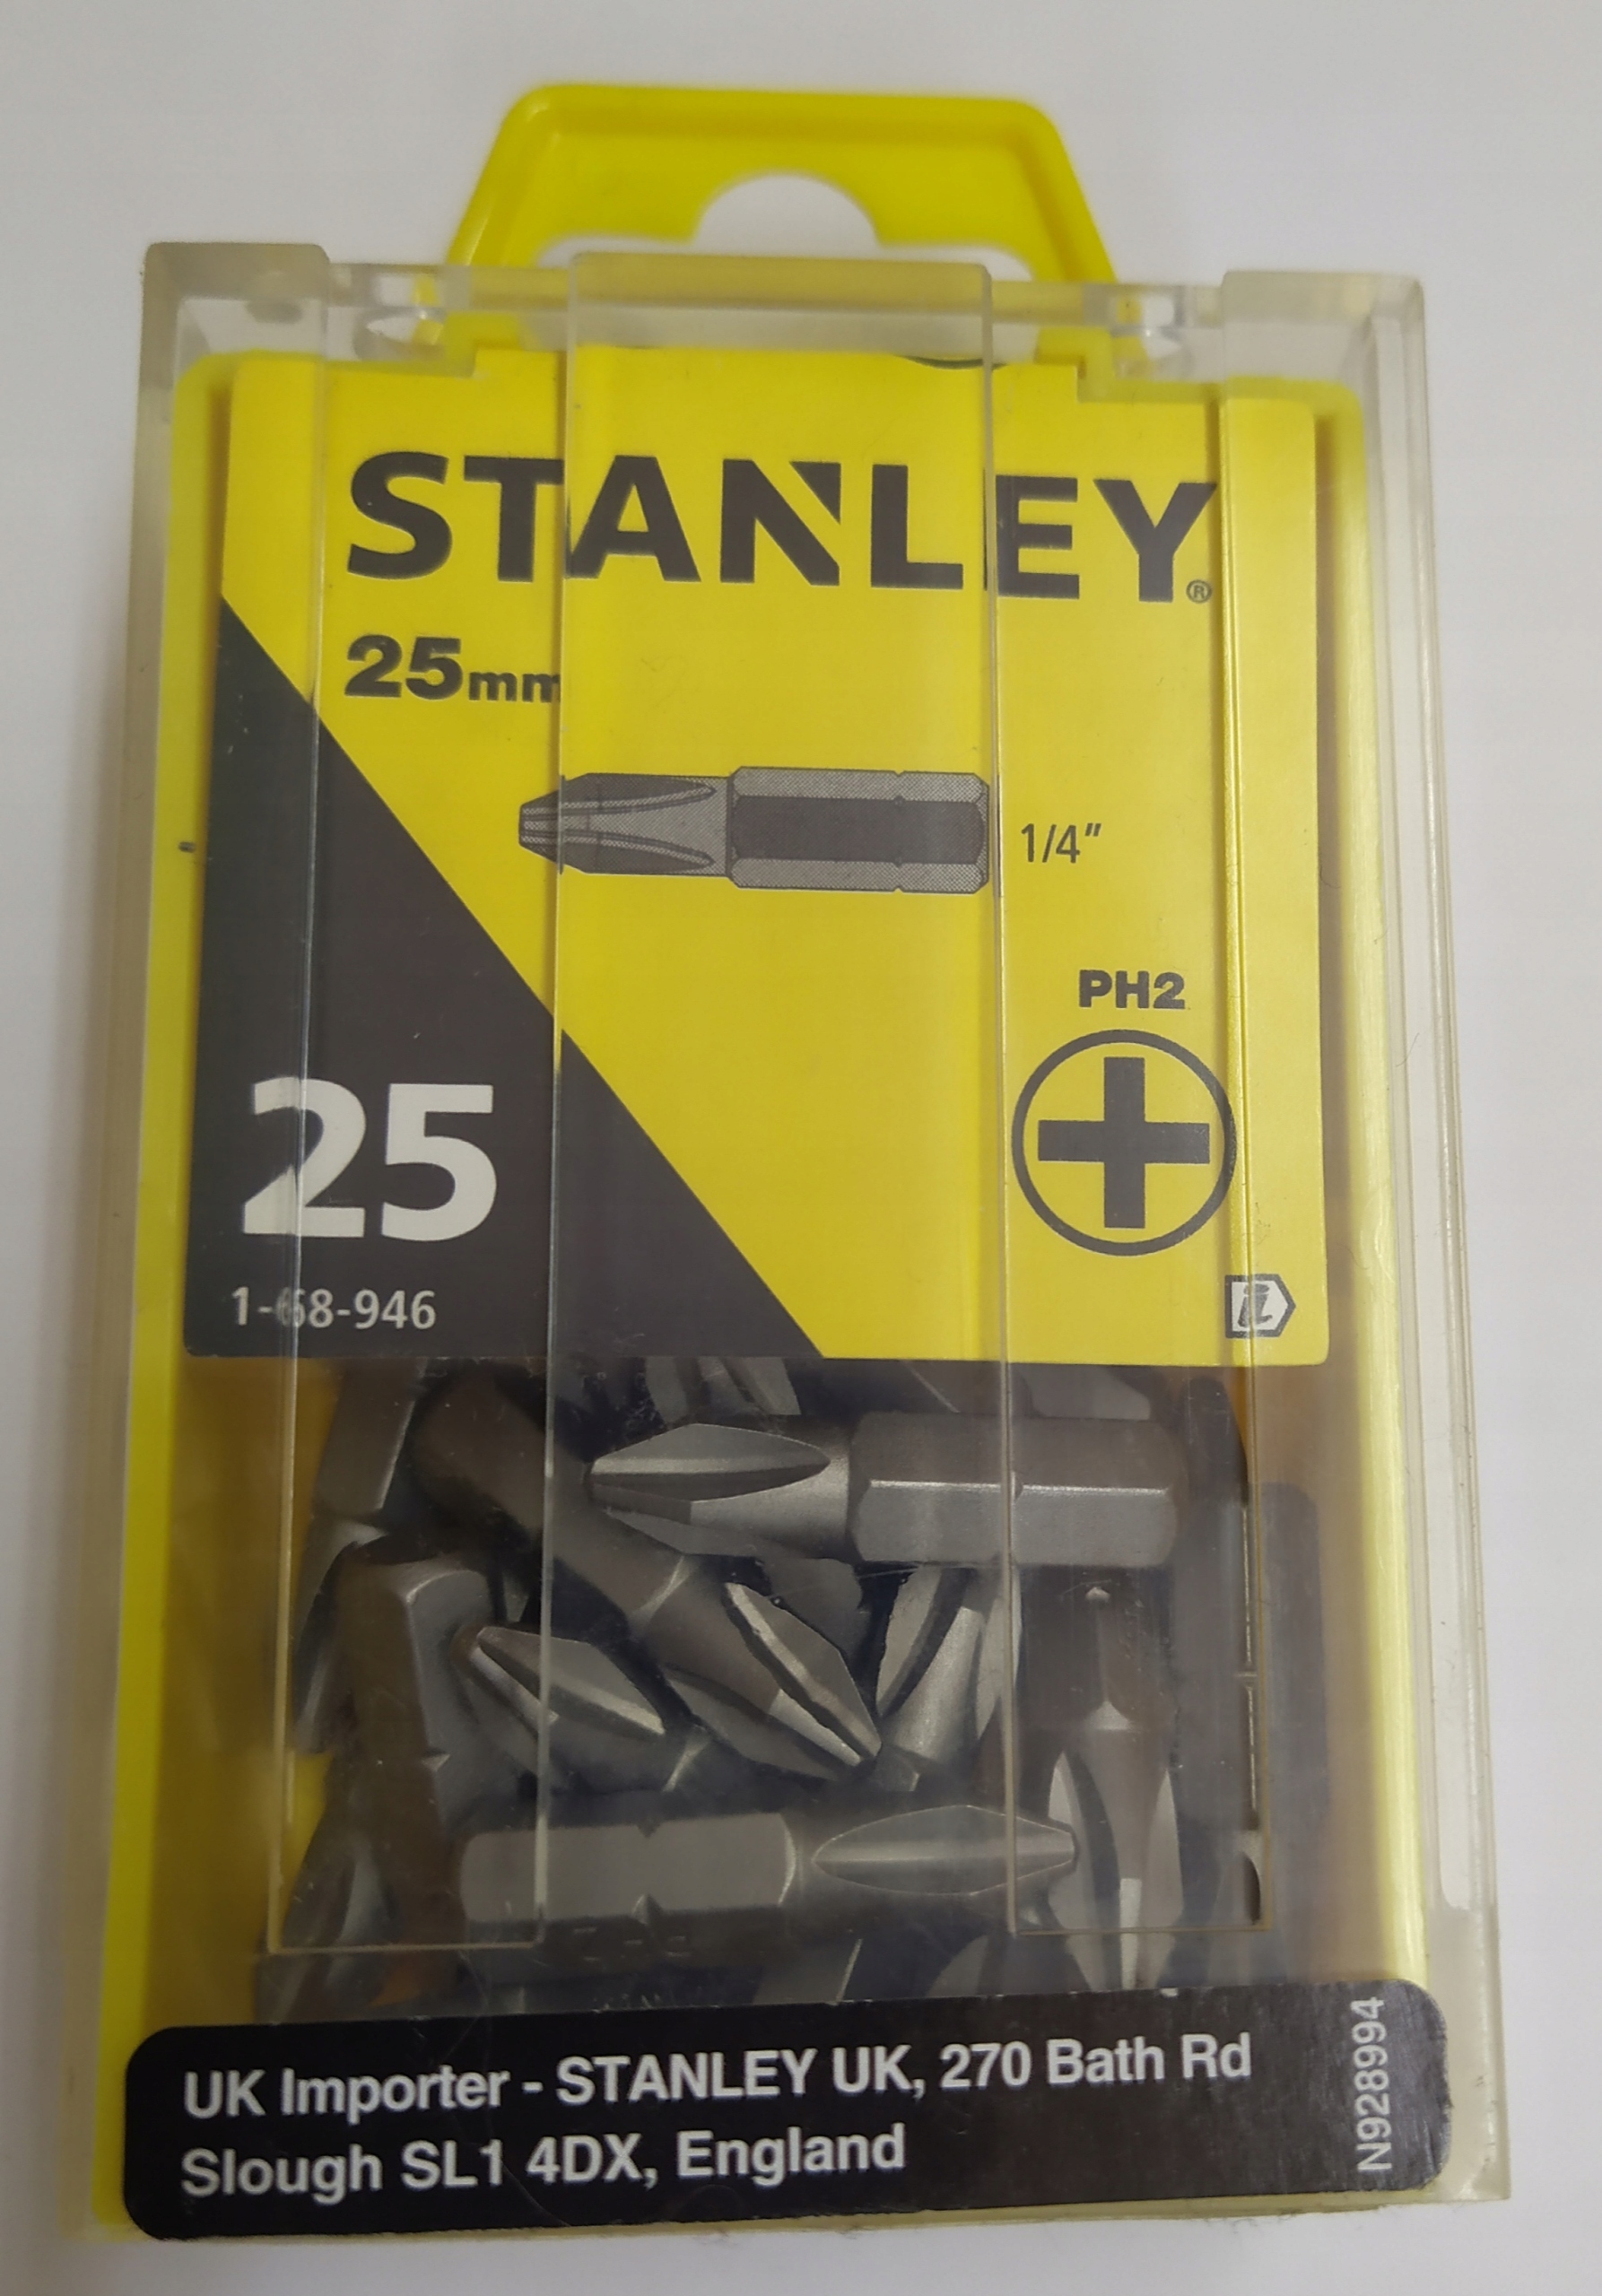 STANLEY®
25mm
1/4"
PH2
25
1-68-946
i
UK Importer - STANLEY UK, 270 Bath Rd
Slough SL1 4DX, England
N928994